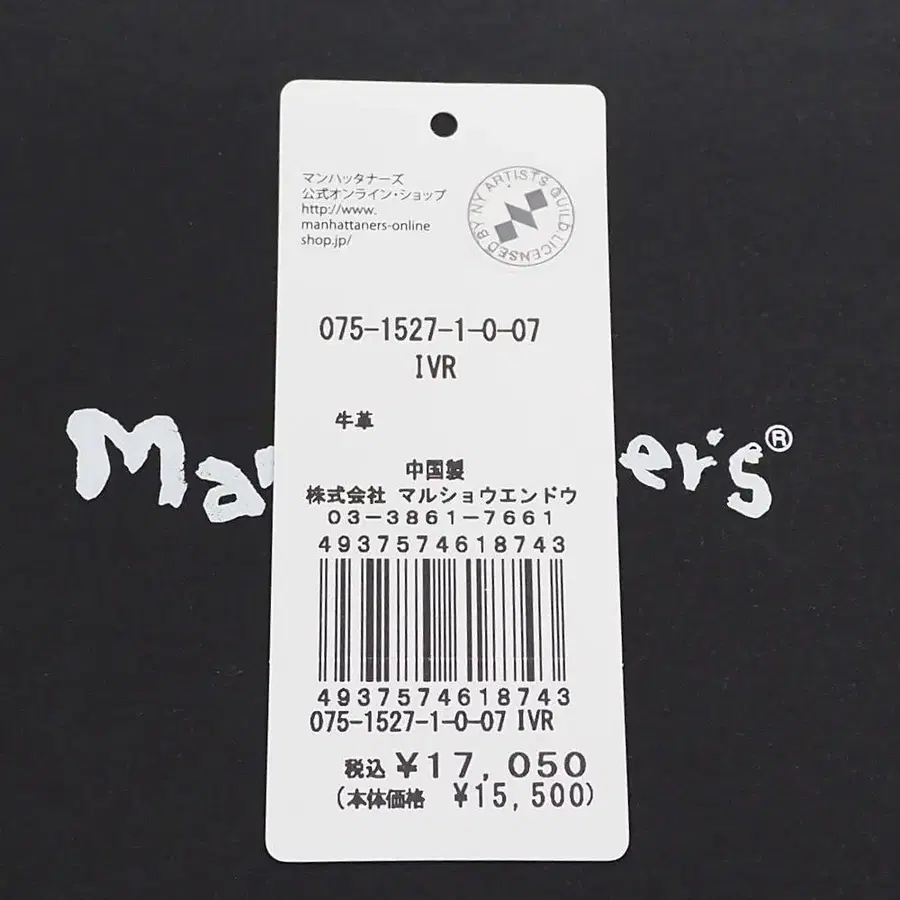 マンハッタナーズ
公式オンライン・ショップ
http://www.
manhattaners-online
shop.jp/
LICENSED BY NY ARTISTS GUILD
075-1527-1-0-07
IVR
牛革
Man ner's®
中国製
株式会社 マルショウエンドウ
03-3861-7661
4937574618743
4937574618743
075-1527-1-0-07 IVR
税込 ¥17,050
(本体価格 ¥15,500)